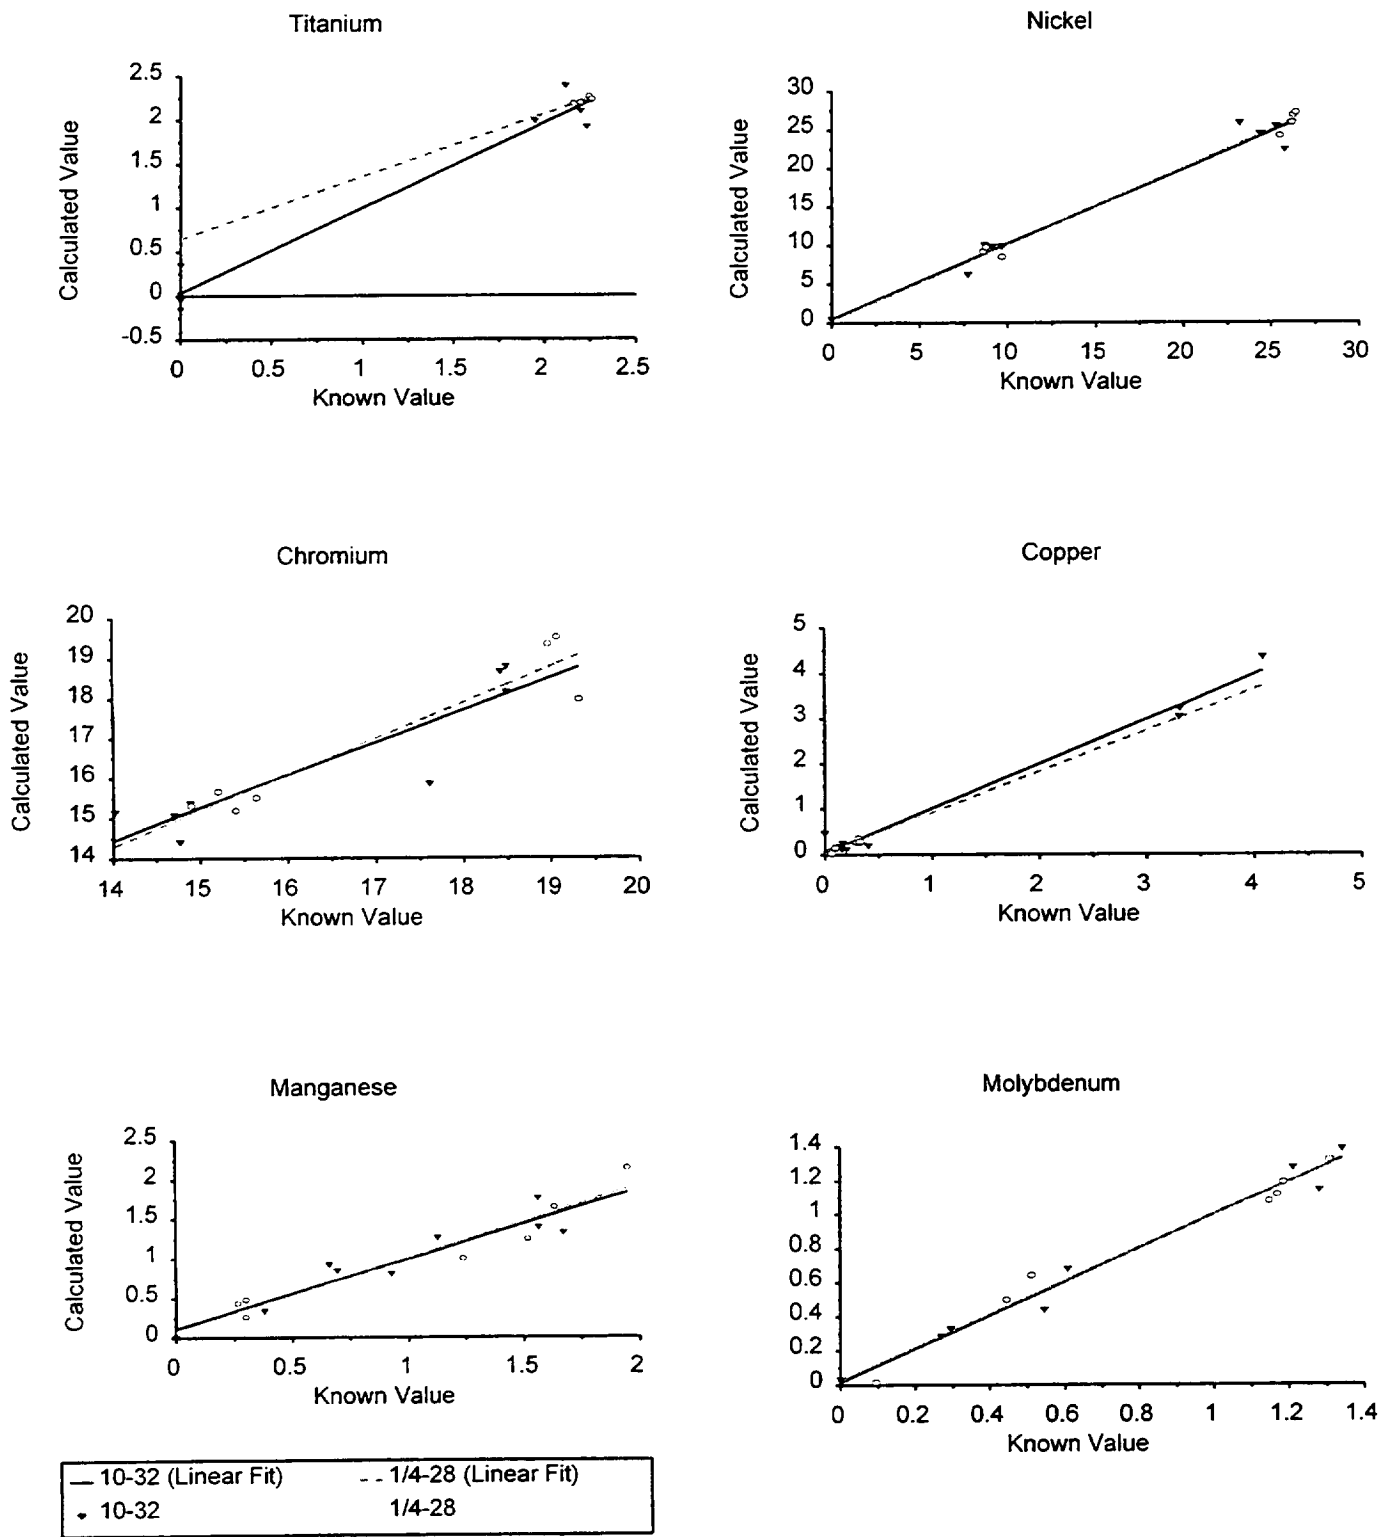 Titanium
2.5
2
1.5
1
0.5
0
-0.5
Calculated Value
0 0.5 1 1.5 2 2.5
Known Value
Nickel
30
25
20
15
10
5
0
Calculated Value
0 5 10 15 20 25 30
Known Value
Chromium
20
19
18
17
16
15
14
Calculated Value
14 15 16 17 18 19 20
Known Value
Copper
5
4
3
2
1
0
Calculated Value
0 1 2 3 4 5
Known Value
Manganese
2.5
2
1.5
1
0.5
0
Calculated Value
0 0.5 1 1.5 2
Known Value
Molybdenum
1.4
1.2
1
0.8
0.6
0.4
0.2
0
Calculated Value
0 0.2 0.4 0.6 0.8 1 1.2 1.4
Known Value
10-32 (Linear Fit) 1/4-28 (Linear Fit)
10-32 1/4-28